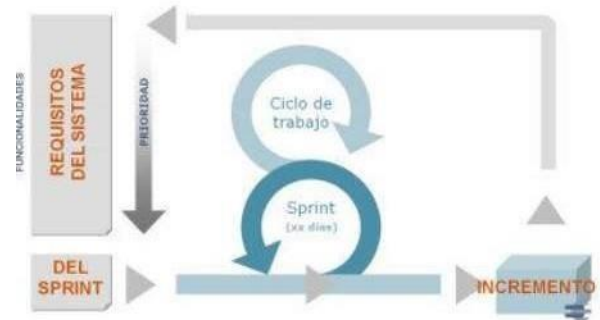 FUNCIONALIDADES
REQUISITOS
DEL SISTEMA
PRIORIDAD
Ciclo de
trabajo
Sprint
(xx días)
DEL
SPRINT
INCREMENTO